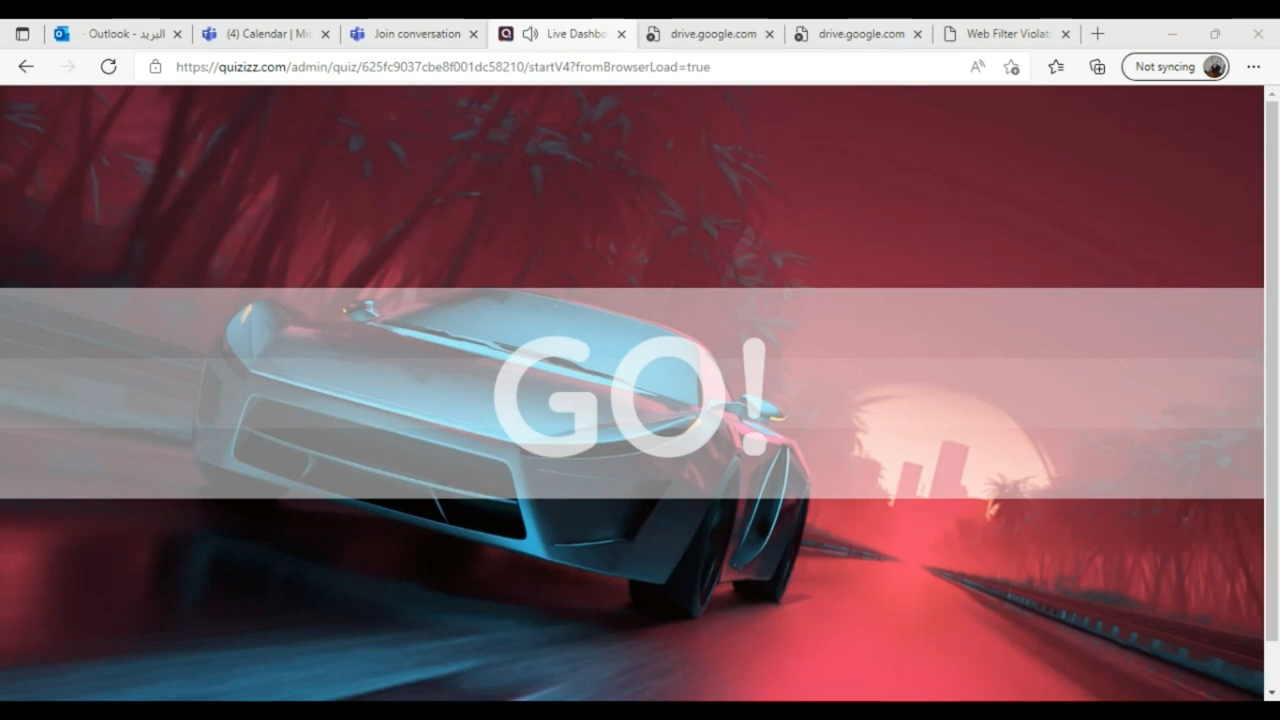 البريد - Outlook
(4) Calendar | Mic
Join conversation
Live Dashbo
drive.google.com
drive.google.com
Web Filter Violat
https://quizizz.com/admin/quiz/625fc9037cbe8f001dc58210/startV4?fromBrowserLoad=true
Not syncing
GO!